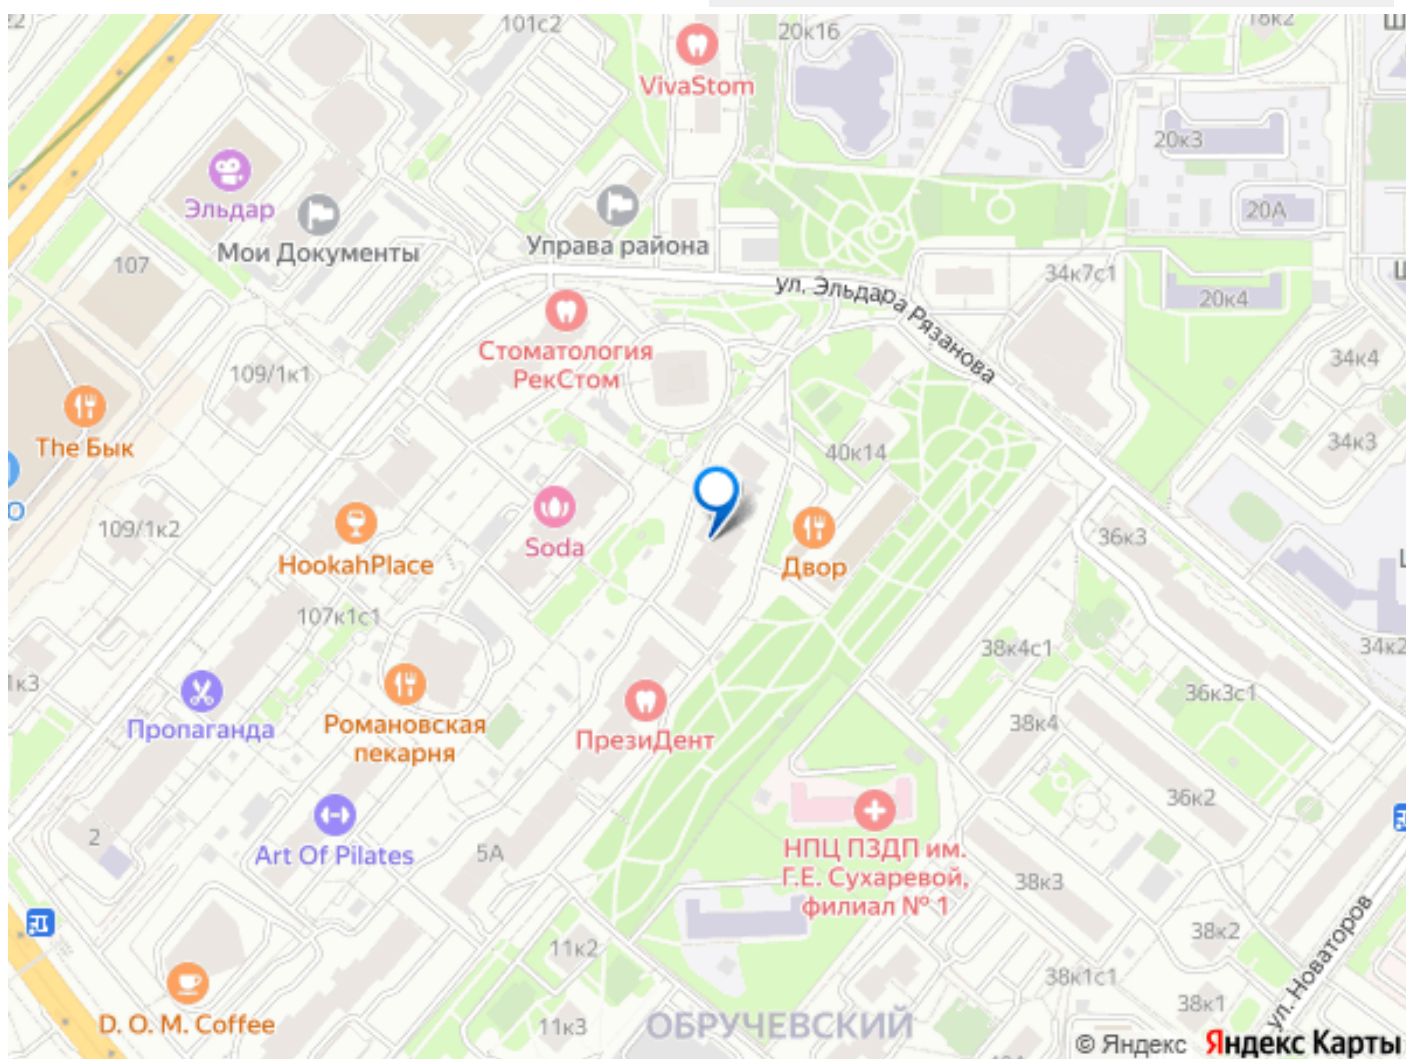 101с2
20к16
18к2
VivaStom
20к3
Эльдар
20А
Мои Документы
Управа района
107
34к7с1
ул. Эльдара Рязанова
20к4
Стоматология
РекСтом
34к4
109/1к1
The Бык
34к3
40к14
109/1к2
36к3
HookahPlace
Soda
Двор
107к1с1
38к4с1
34к2
1к3
36к3с1
Пропаганда
Романовская
пекарня
ПрезиДент
38к4
36к2
2
Art Of Pilates
5А
НПЦ ПЗДП им.
Г.Е. Сухаревой,
филиал № 1
38к3
11к2
38к2
ул. Новаторов
38к1с1
38к1
D. O. M. Coffee
11к3
ОБРУЧЕВСКИЙ
© Яндекс Яндекс Карты